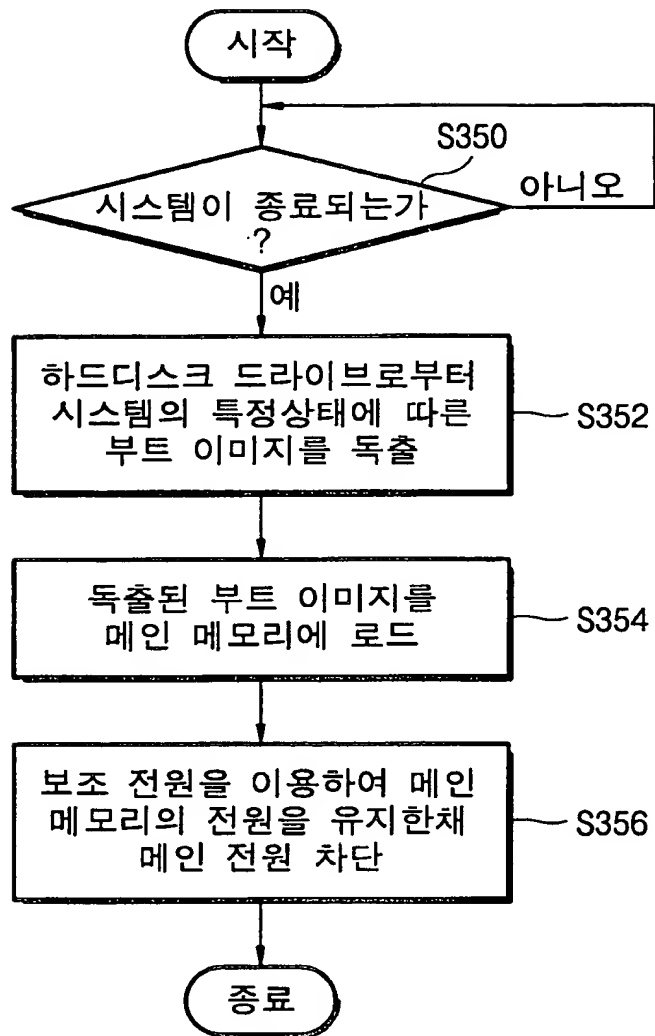 시작
S350
시스템이 종료되는가
?
아니오
예
하드디스크 드라이브로부터
시스템의 특정상태에 따른
부트 이미지를 독출
S352
독출된 부트 이미지를
메인 메모리에 로드
S354
보조 전원을 이용하여 메인
메모리의 전원을 유지한채
메인 전원 차단
S356
종료